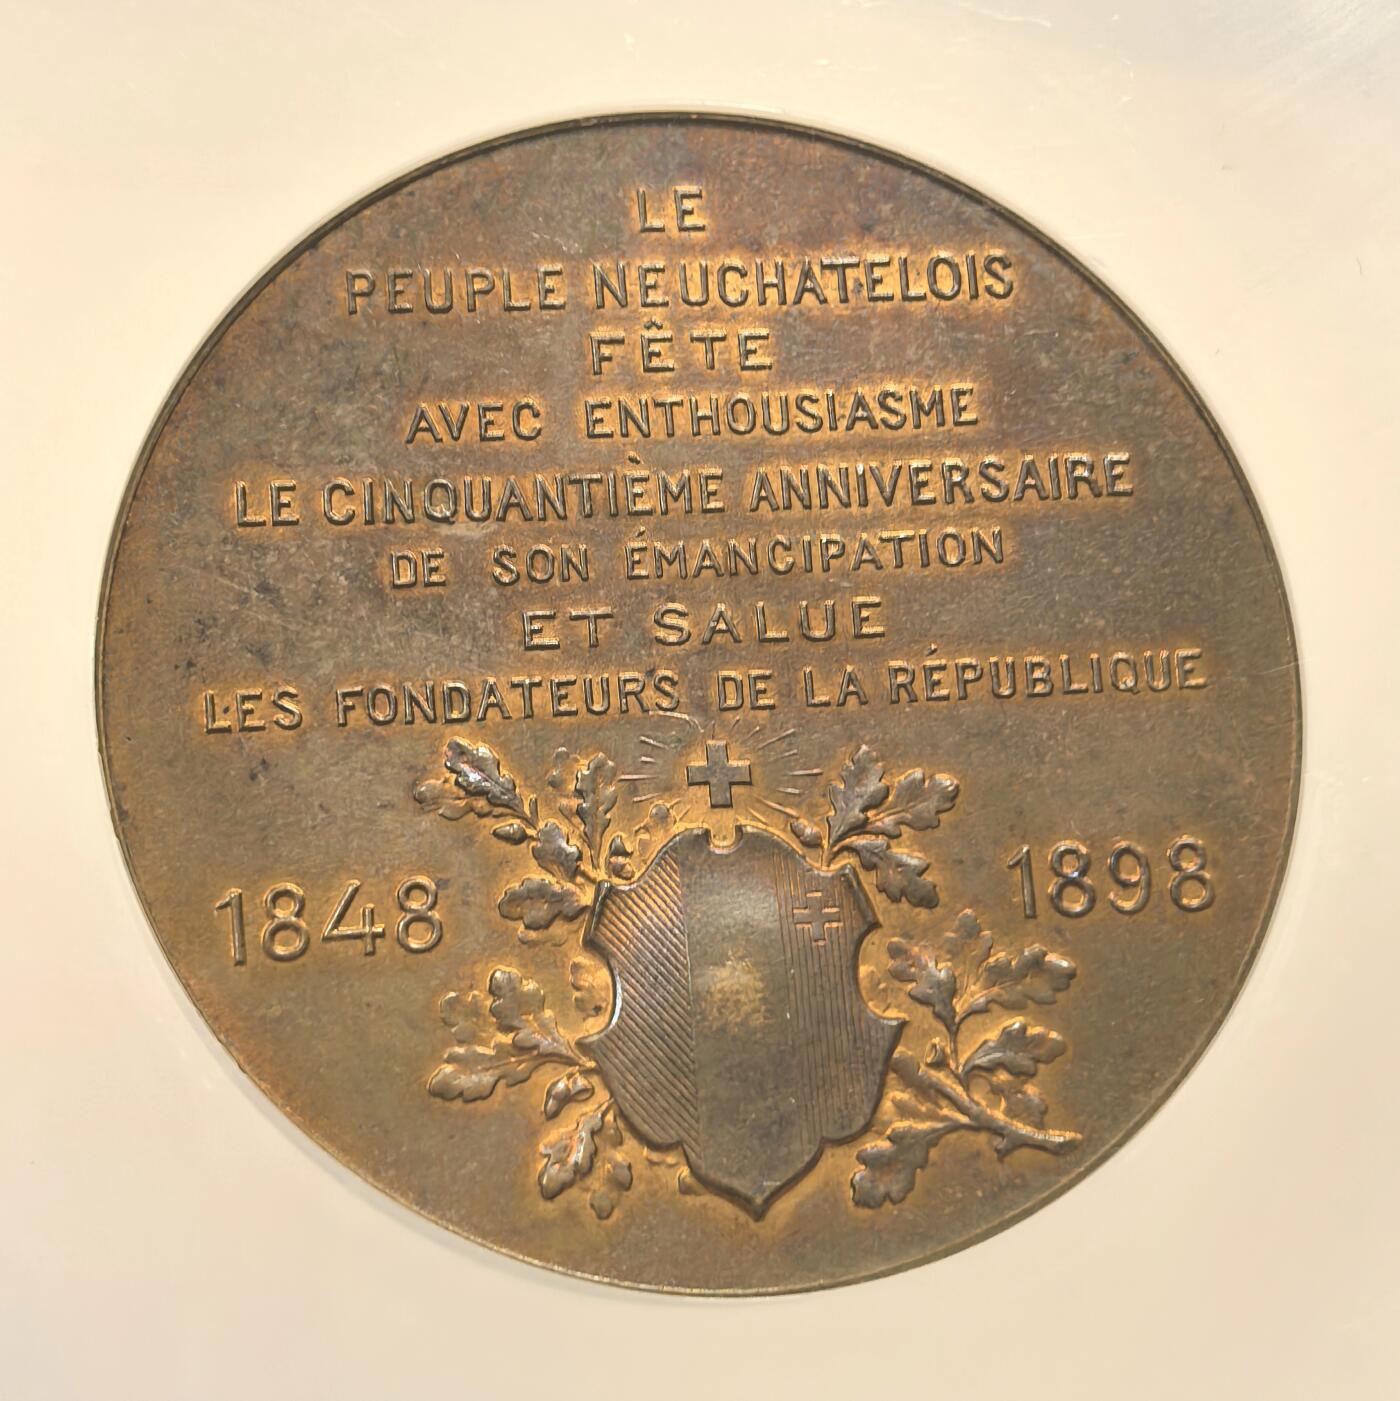 LE
PEUPLE NEUCHATELOIS
FÊTE
AVEC ENTHOUSIASME
LE CINQUANTIÈME ANNIVERSAIRE
DE SON ÉMANCIPATION
ET SALUE
LES FONDATEURS DE LA RÉPUBLIQUE
1848 1898